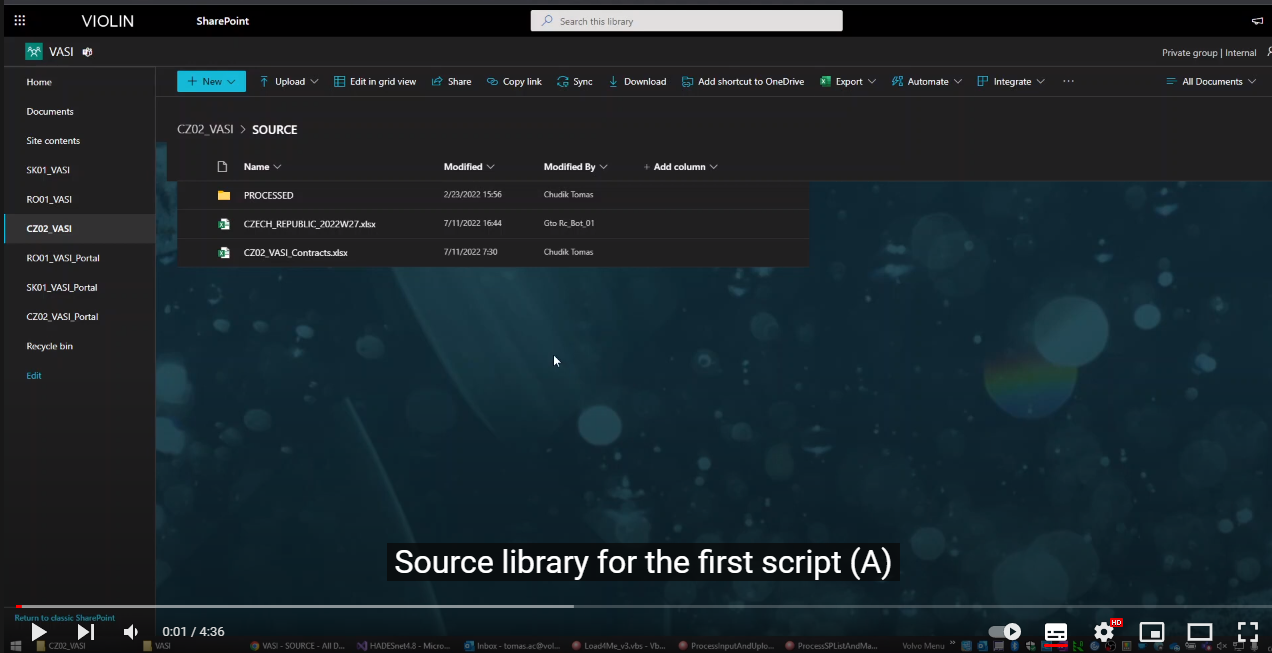 VIOLIN SharePoint Search this library
VASI Private group | Internal
Home
Documents
Site contents
SK01_VASI
RO01_VASI
CZ02_VASI
RO01_VASI_Portal
SK01_VASI_Portal
CZ02_VASI_Portal
Recycle bin
Edit
+ New Upload Edit in grid view Share Copy link Sync Download Add shortcut to OneDrive Export Automate Integrate ··· All Documents
CZ02_VASI > SOURCE
Name Modified Modified By + Add column
PROCESSED 2/23/2022 15:56 Chudik Tomas
CZECH_REPUBLIC_2022W27.xlsx 7/11/2022 16:44 Gto Rc_Bot_01
CZ02_VASI_Contracts.xlsx 7/11/2022 7:30 Chudik Tomas
Source library for the first script (A)
Return to classic SharePoint
0:01 / 4:36 HD
CZ02_VASI VASI VASI - SOURCE - All D... HADESnet4.8 - Micros... Inbox - tomas.ac@vol... Load4Me_v3.vbs - Vb... ProcessInputAndUplo... ProcessSPListAndMa... Volvo Menu